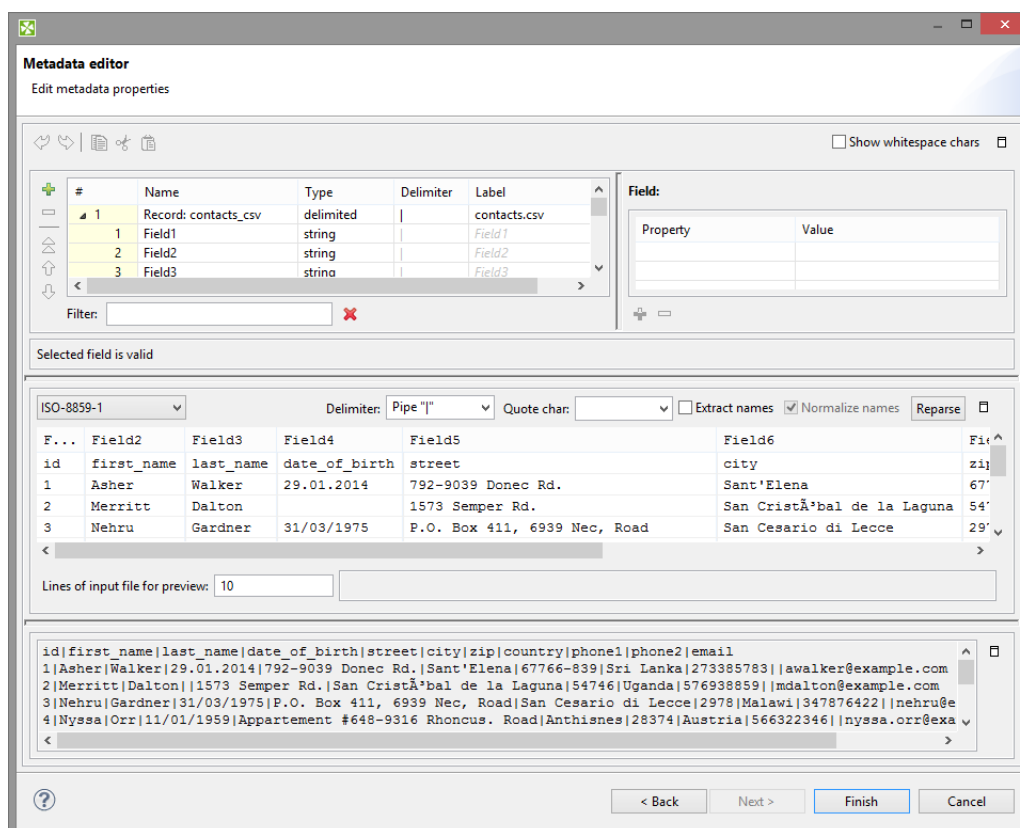 Metadata editor
Edit metadata properties
Show whitespace chars
# Name Type Delimiter Label
1 Record: contacts_csv delimited | contacts.csv
1 Field1 string | Field1
2 Field2 string | Field2
3 Field3 string | Field3
Filter:
Field:
Property Value
Selected field is valid
ISO-8859-1 Delimiter: Pipe "|" Quote char: Extract names Normalize names Reparse
F... Field2 Field3 Field4 Field5 Field6 Fie
id first_name last_name date_of_birth street city zip
1 Asher Walker 29.01.2014 792-9039 Donec Rd. Sant'Elena 677
2 Merritt Dalton 1573 Semper Rd. San CristÃ³bal de la Laguna 547
3 Nehru Gardner 31/03/1975 P.O. Box 411, 6939 Nec, Road San Cesario di Lecce 297
Lines of input file for preview: 10
id|first_name|last_name|date_of_birth|street|city|zip|country|phone1|phone2|email
1|Asher|Walker|29.01.2014|792-9039 Donec Rd.|Sant'Elena|67766-839|Sri Lanka|273385783||awalker@example.com
2|Merritt|Dalton||1573 Semper Rd.|San CristÃ³bal de la Laguna|54746|Uganda|576938859||mdalton@example.com
3|Nehru|Gardner|31/03/1975|P.O. Box 411, 6939 Nec, Road|San Cesario di Lecce|2978|Malawi|347876422||nehru@e
4|Nyssa|Orr|11/01/1959|Appartement #648-9316 Rhoncus. Road|Anthisnes|28374|Austria|566322346||nyssa.orr@exa
? < Back Next > Finish Cancel